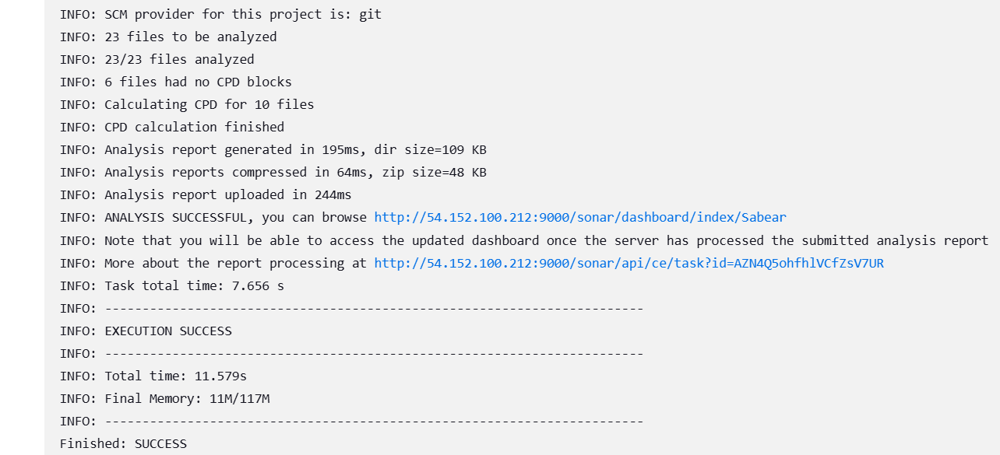 INFO: SCM provider for this project is: git
INFO: 23 files to be analyzed
INFO: 23/23 files analyzed
INFO: 6 files had no CPD blocks
INFO: Calculating CPD for 10 files
INFO: CPD calculation finished
INFO: Analysis report generated in 195ms, dir size=109 KB
INFO: Analysis reports compressed in 64ms, zip size=48 KB
INFO: Analysis report uploaded in 244ms
INFO: ANALYSIS SUCCESSFUL, you can browse http://54.152.100.212:9000/sonar/dashboard/index/Sabear
INFO: Note that you will be able to access the updated dashboard once the server has processed the submitted analysis report
INFO: More about the report processing at http://54.152.100.212:9000/sonar/api/ce/task?id=AZN4Q5ohfhlVCfZsV7UR
INFO: Task total time: 7.656 s
INFO: ------------------------------------------------------------------------
INFO: EXECUTION SUCCESS
INFO: ------------------------------------------------------------------------
INFO: Total time: 11.579s
INFO: Final Memory: 11M/117M
INFO: ------------------------------------------------------------------------
Finished: SUCCESS